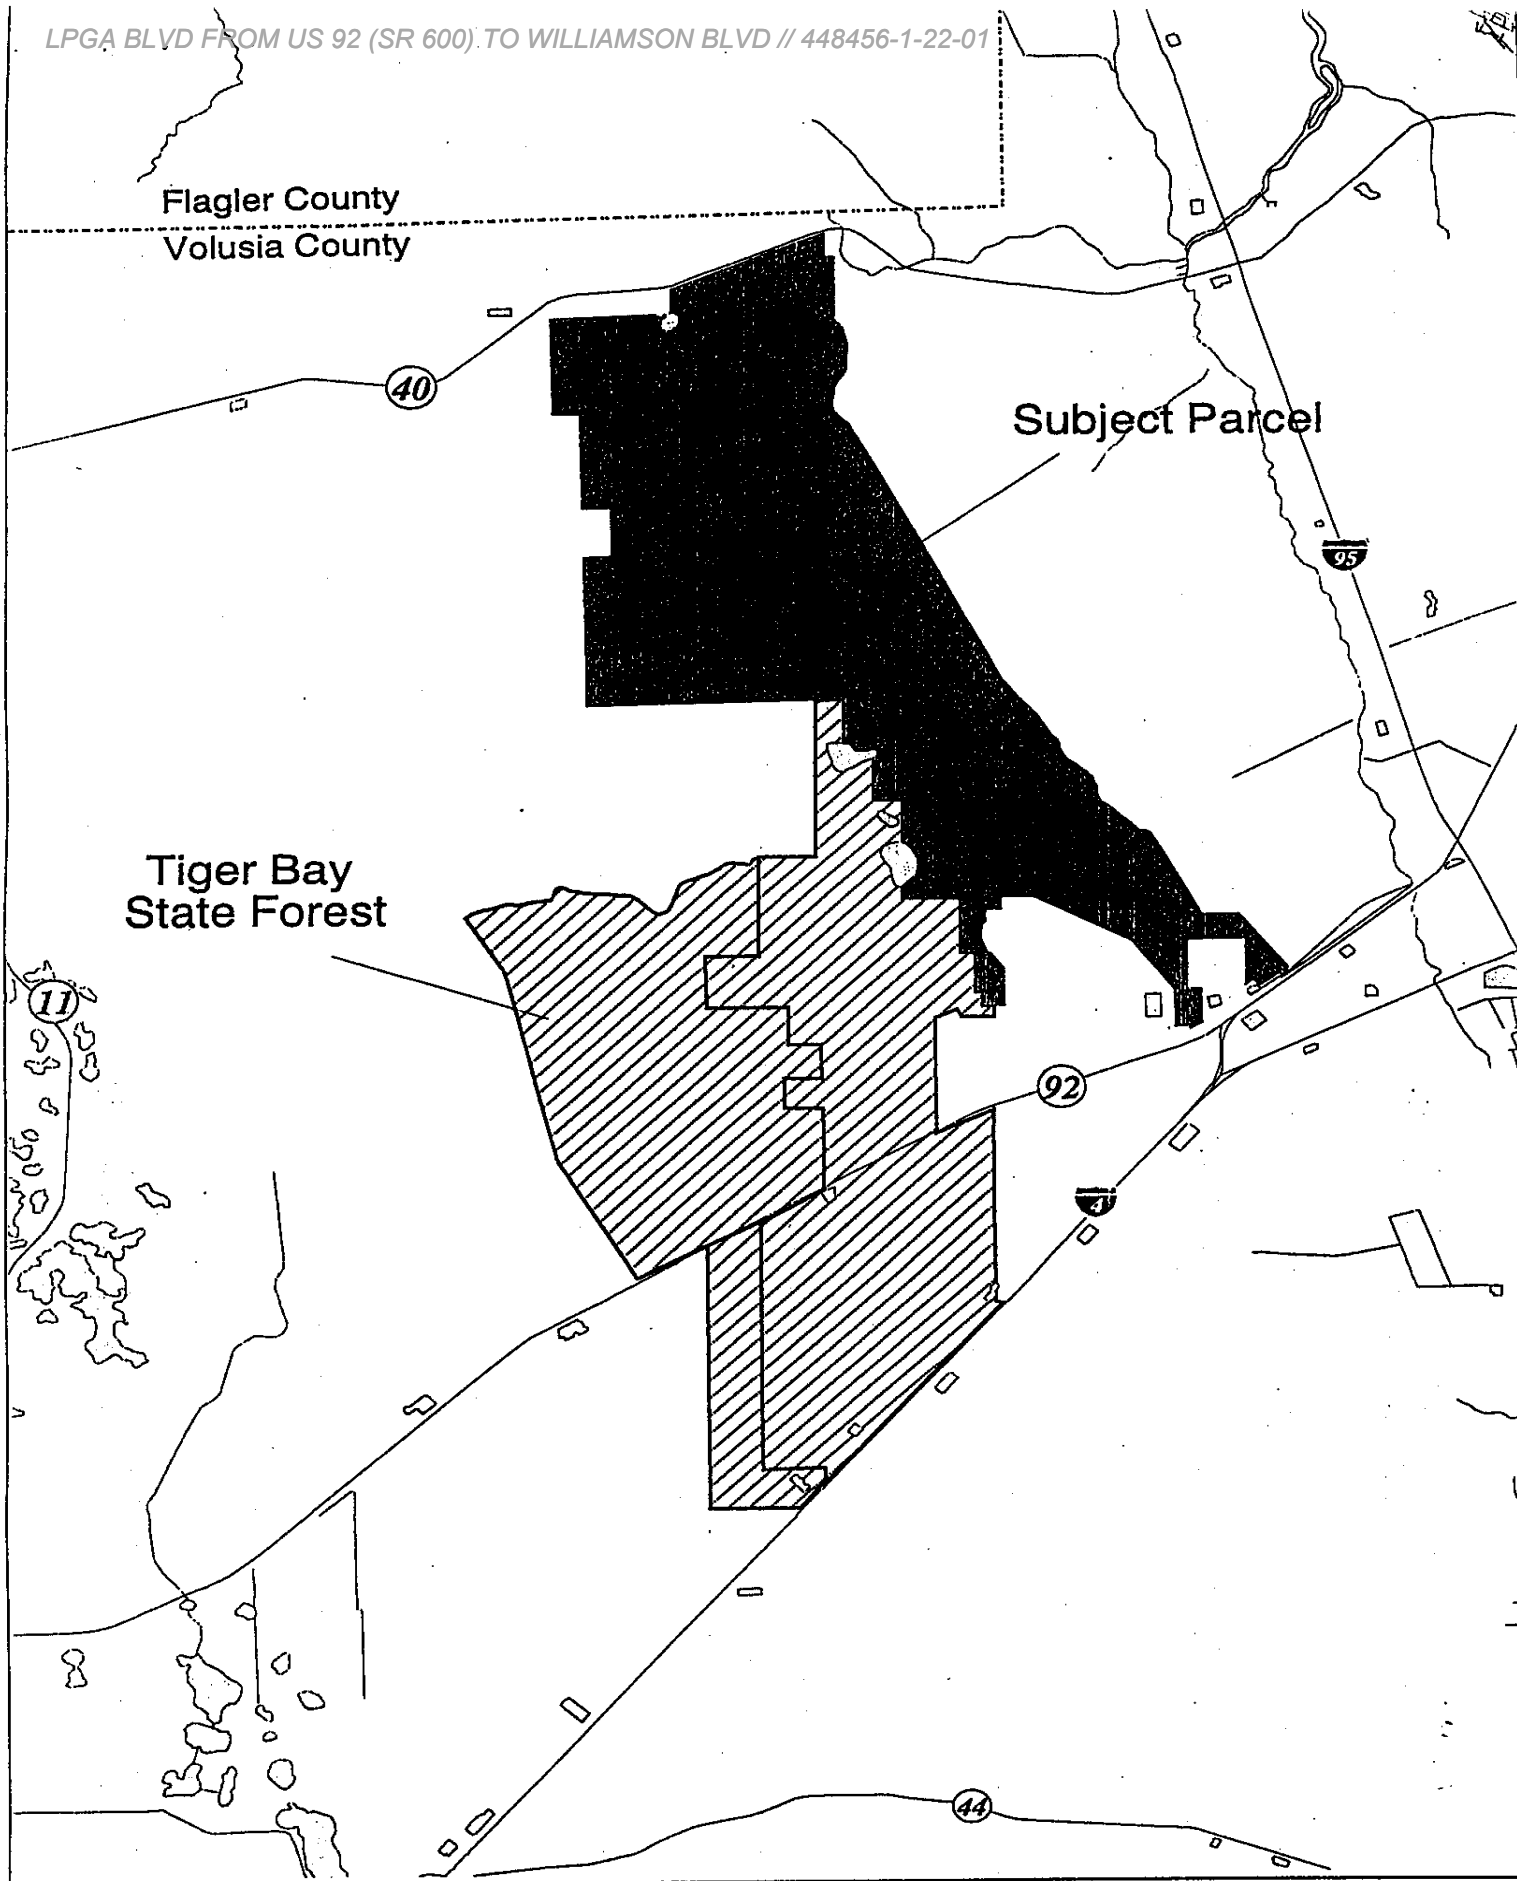 LPGA BLVD FROM US 92 (SR 600) TO WILLIAMSON BLVD // 448456-1-22-01
Flagler County
Volusia County
40
Subject Parcel
95
Tiger Bay
State Forest
11
92
4
44